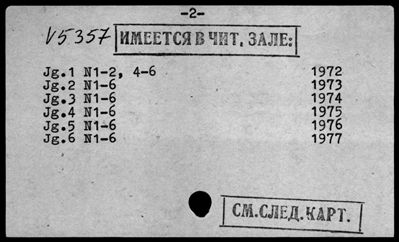 -2-
V5357 ИМЕЕТСЯ В ЧИТ. ЗАЛЕ:
Jg.1 N1-2, 4-6 1972
Jg.2 N1-6 1973
Jg.3 N1-6 1974
Jg.4 N1-6 1975
Jg.5 N1-6 1976
Jg.6 N1-6 1977
СМ.СЛЕД.КАРТ.